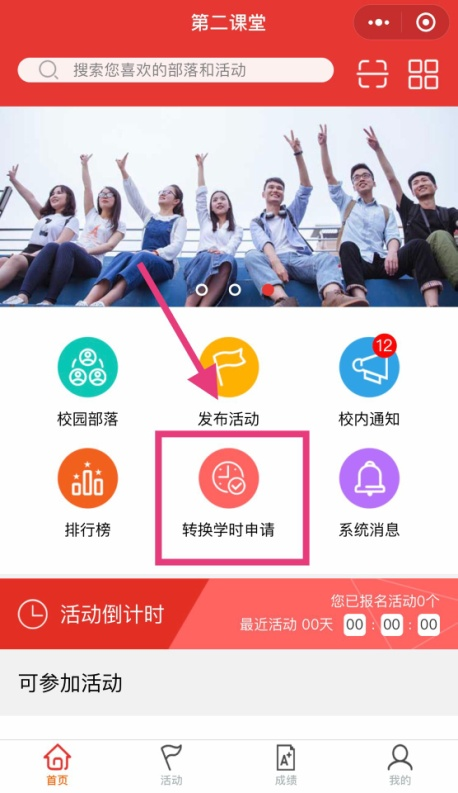 第二课堂
搜索您喜欢的部落和活动
12
校园部落
发布活动
校内通知
排行榜
转换学时申请
系统消息
活动倒计时
您已报名活动0个
最近活动 00天 00 : 00 : 00
可参加活动
A+
首页
活动
成绩
我的